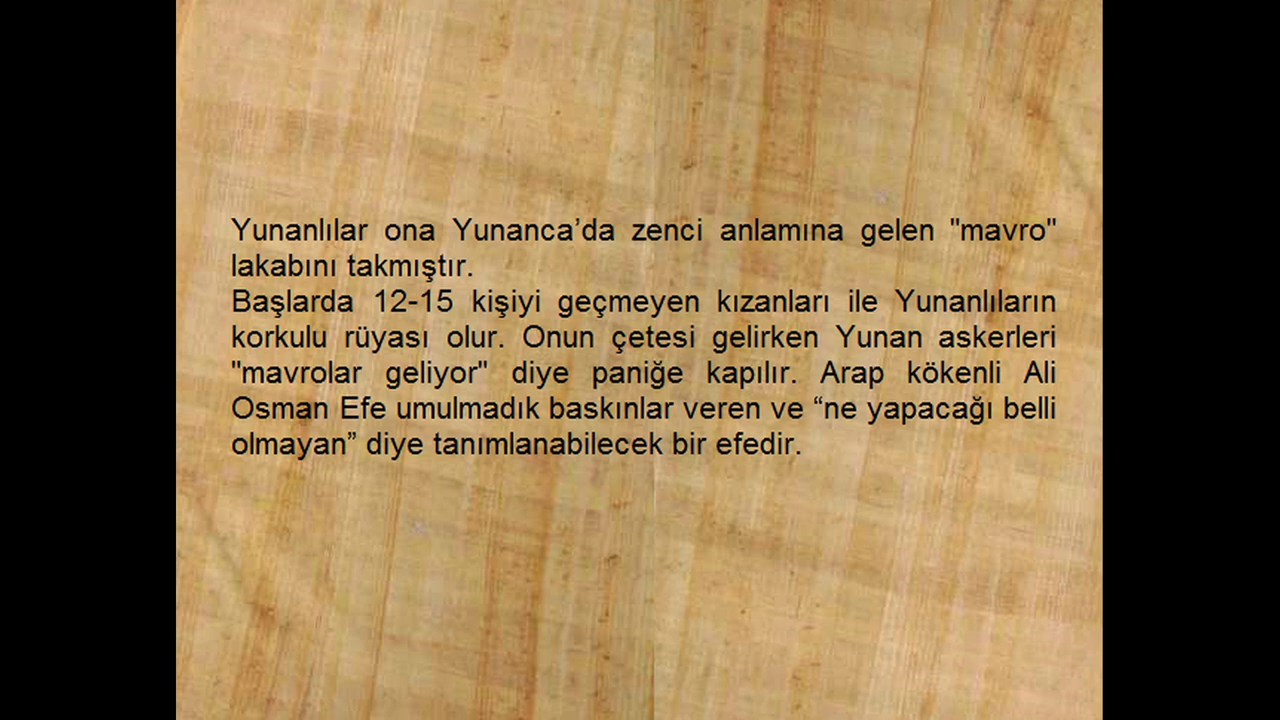 Yunanlılar ona Yunanca’da zenci anlamına gelen "mavro"
lakabını takmıştır.
Başlarda 12-15 kişiyi geçmeyen kızanları ile Yunanlıların
korkulu rüyası olur. Onun çetesi gelirken Yunan askerleri
"mavrolar geliyor" diye paniğe kapılır. Arap kökenli Ali
Osman Efe umulmadık baskınlar veren ve “ne yapacağı belli
olmayan” diye tanımlanabilecek bir efedir.